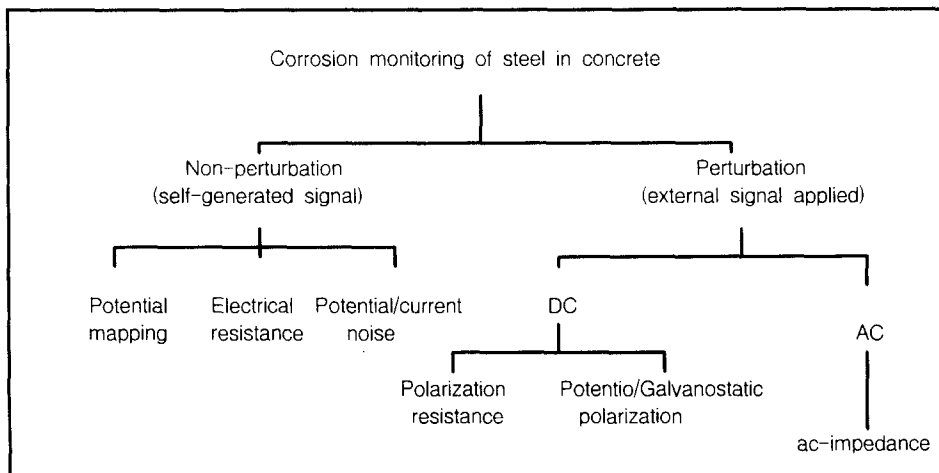 Corrosion monitoring of steel in concrete
Non-perturbation
(self-generated signal)
Perturbation
(external signal applied)
Potential
mapping
Electrical
resistance
Potential/current
noise
DC
AC
Polarization
resistance
Potentio/Galvanostatic
polarization
ac-impedance